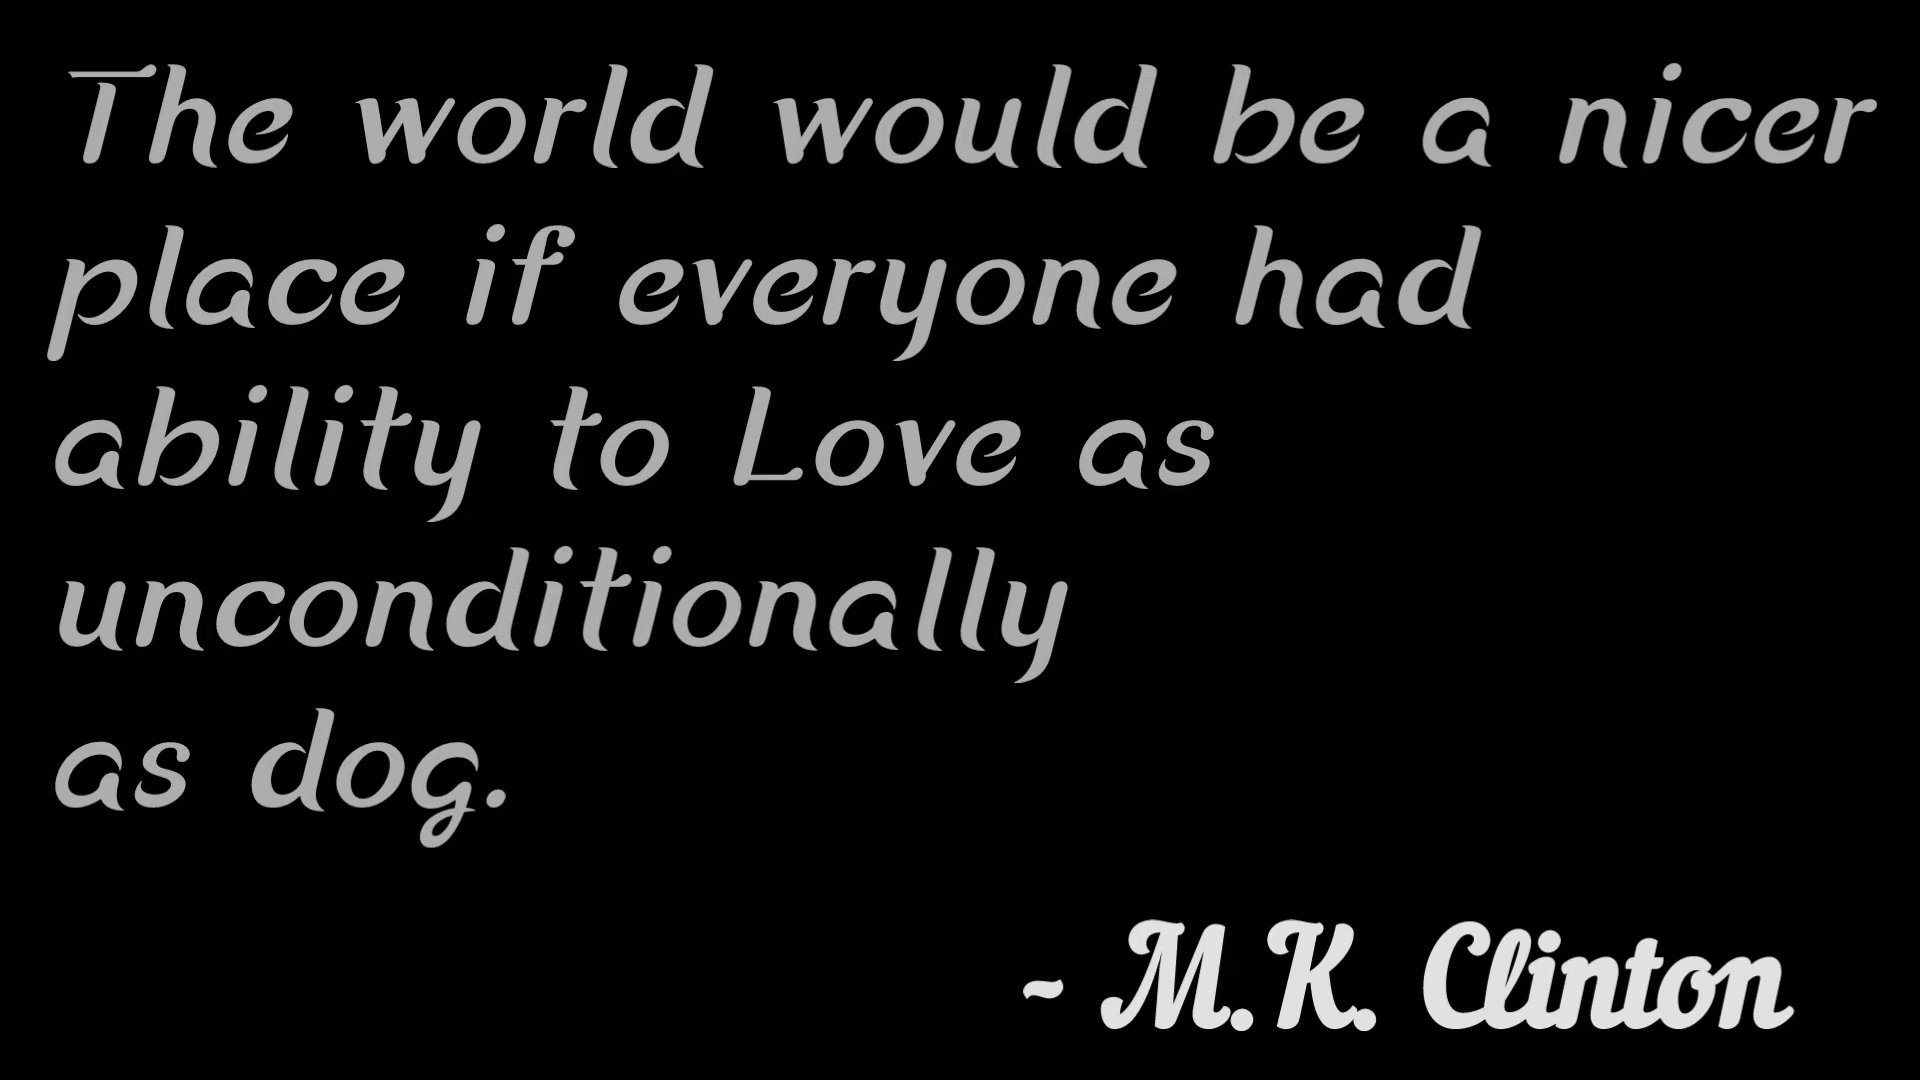 The world would be a nicer
place if everyone had
ability to Love as
unconditionally
as dog.
~ M.K. Clinton